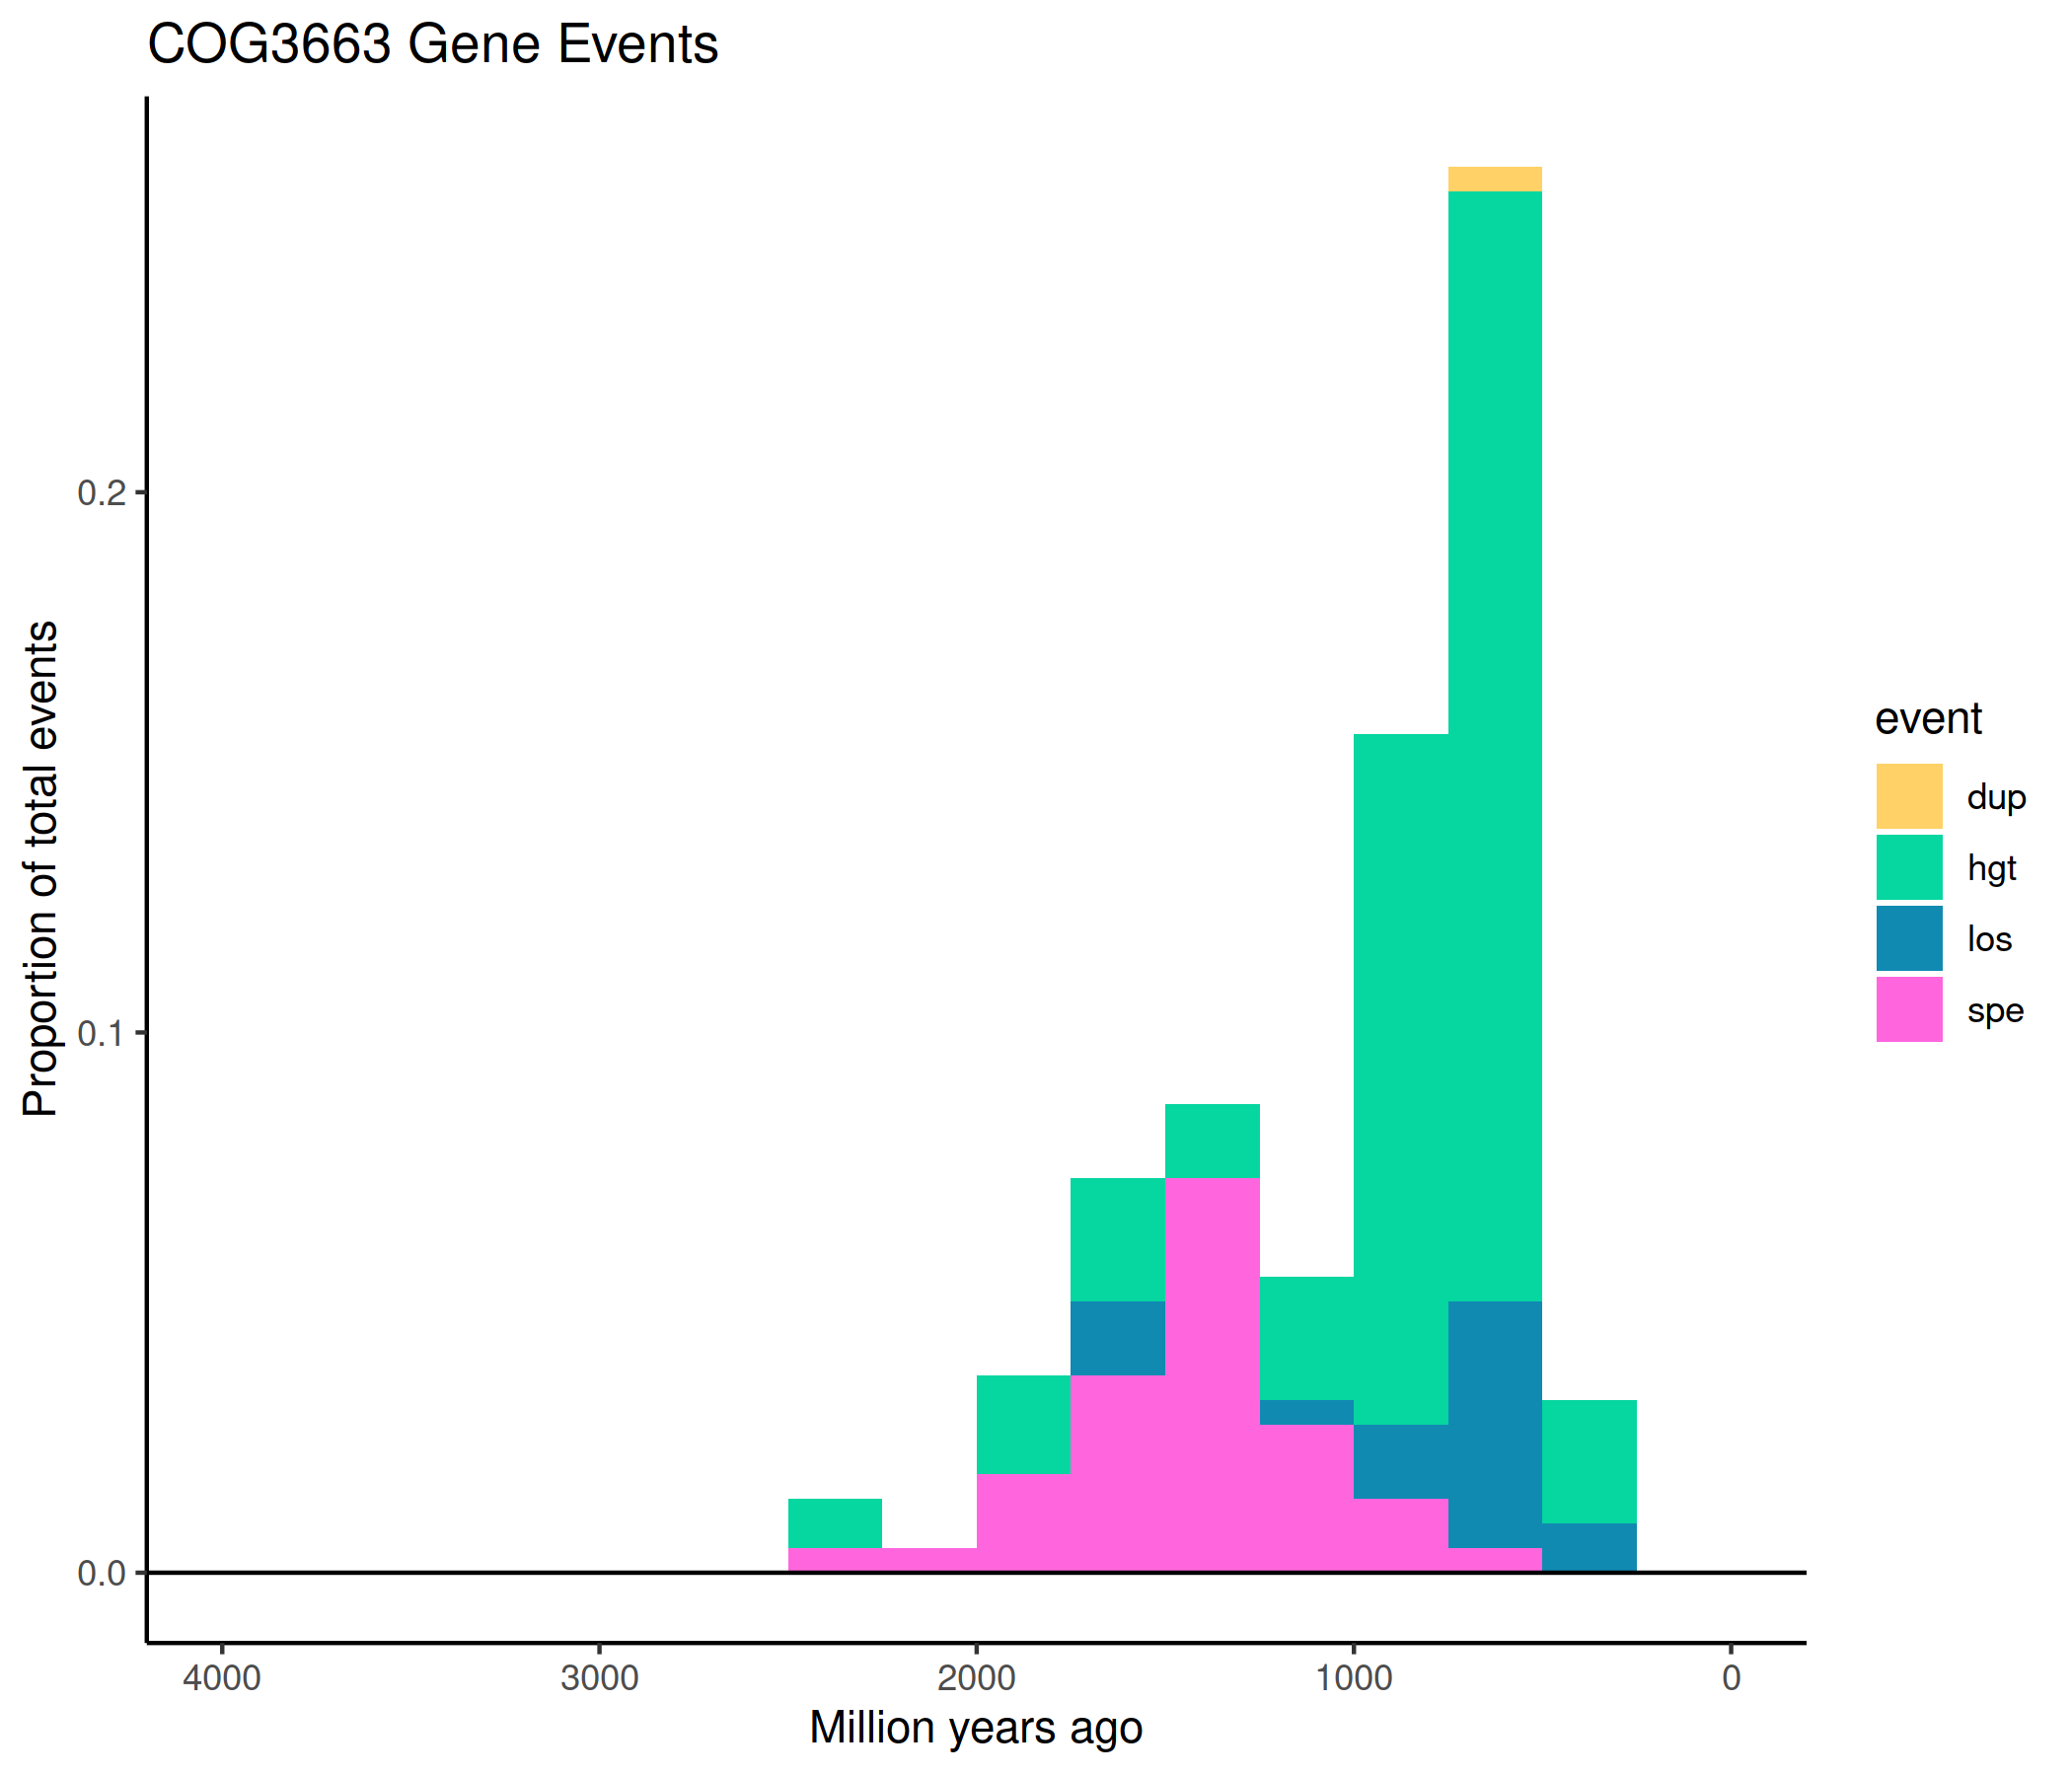 COG3663 Gene Events
Proportion of total events
0.2
0.1
0.0
4000 3000 2000 1000 0
Million years ago
event
dup
hgt
los
spe